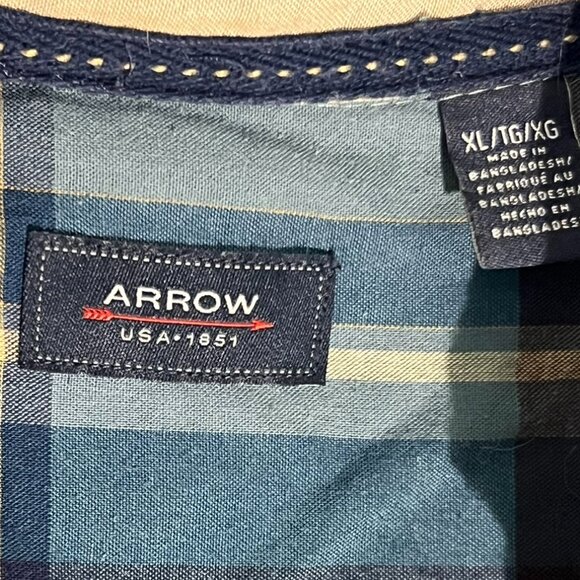 XL/TG/XG
MADE IN
BANGLADESH/
FABRIQUÉ AU
BANGLADESH/
HECHO EN
BANGLADES
ARROW
USA•1851